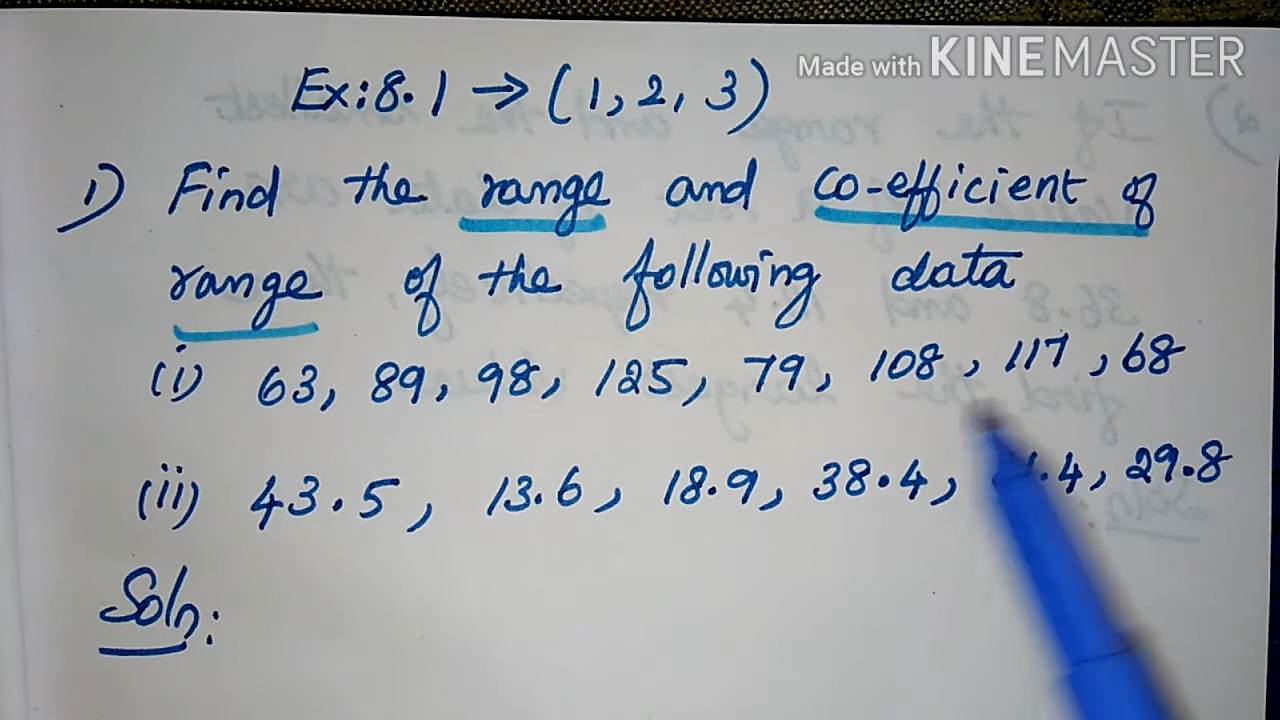 Made with KINEMASTER
Ex: 8.1 → (1, 2, 3)
1) Find the range and co-efficient of
range of the following data
(i) 63, 89, 98, 125, 79, 108, 117, 68
(ii) 43.5, 13.6, 18.9, 38.4, .4, 29.8
Soln: